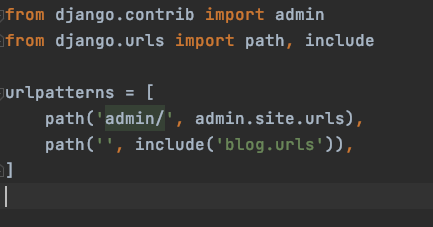 from django.contrib import admin
from django.urls import path, include
urlpatterns = [
    path('admin/', admin.site.urls),
    path('', include('blog.urls')),
]